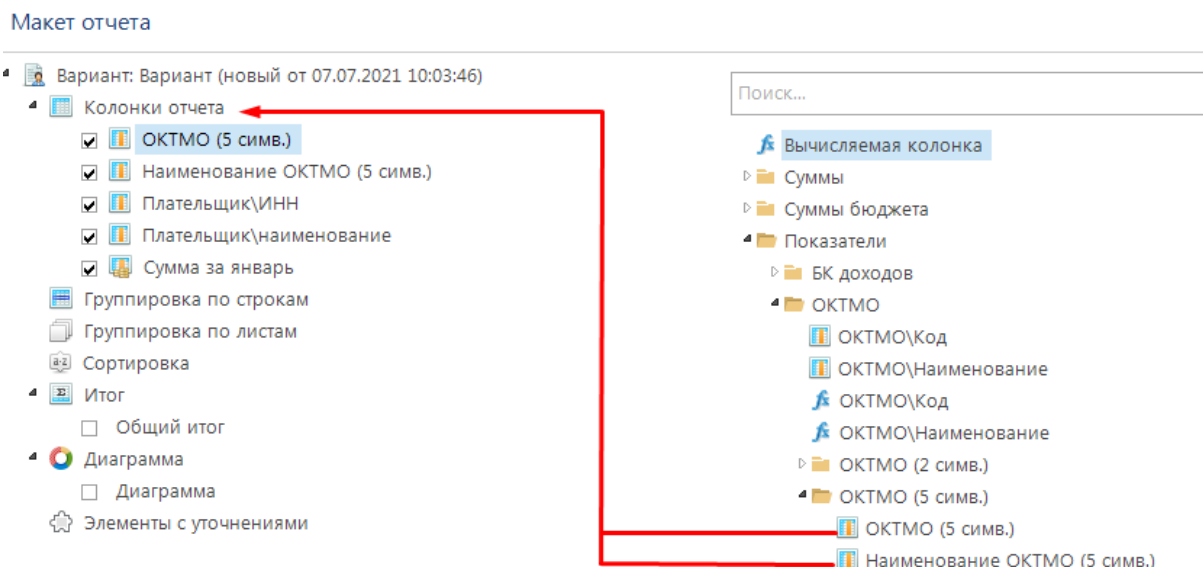 Макет отчета
Вариант: Вариант (новый от 07.07.2021 10:03:46)
Колонки отчета
ОКТМО (5 симв.)
Наименование ОКТМО (5 симв.)
Плательщик\ИНН
Плательщик\наименование
Сумма за январь
Группировка по строкам
Группировка по листам
a-z Сортировка
Σ Итог
Общий итог
Диаграмма
Диаграмма
Элементы с уточнениями
Поиск...
fx Вычисляемая колонка
Суммы
Суммы бюджета
Показатели
БК доходов
ОКТМО
ОКТМО\Код
ОКТМО\Наименование
fx ОКТМО\Код
fx ОКТМО\Наименование
ОКТМО (2 симв.)
ОКТМО (5 симв.)
ОКТМО (5 симв.)
Наименование ОКТМО (5 симв.)